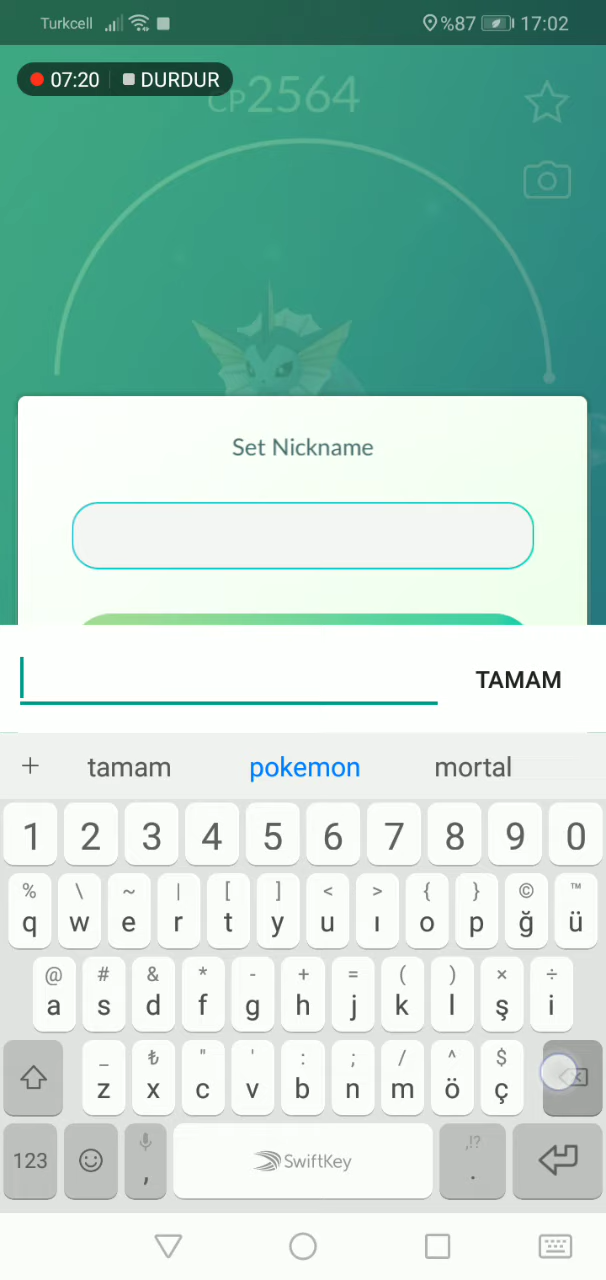 Turkcell %87 17:02
07:20 DURDUR
CP2564
Set Nickname
TAMAM
+ tamam pokemon mortal
1 2 3 4 5 6 7 8 9 0
% \ ~ | [ ] < > { } © ™
q w e r t y u ı o p ğ ü
@ # & * - + = ( ) × ÷
a s d f g h j k l ş i
_ ₺ " ' : ; / ^ $
z x c v b n m ö ç
123 , SwiftKey ,!? .